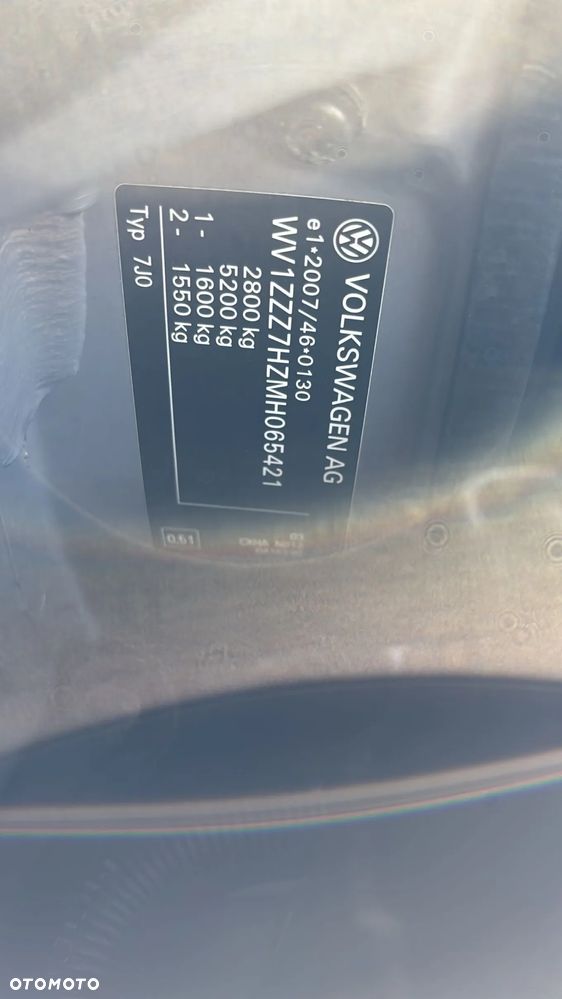 VOLKSWAGEN AG
e1*2007/46*0130
WV1ZZZ7HZMH065421
2800 kg
5200 kg
1 - 1600 kg
2 - 1550 kg
Typ 7J0
0.61
OTOMOTO